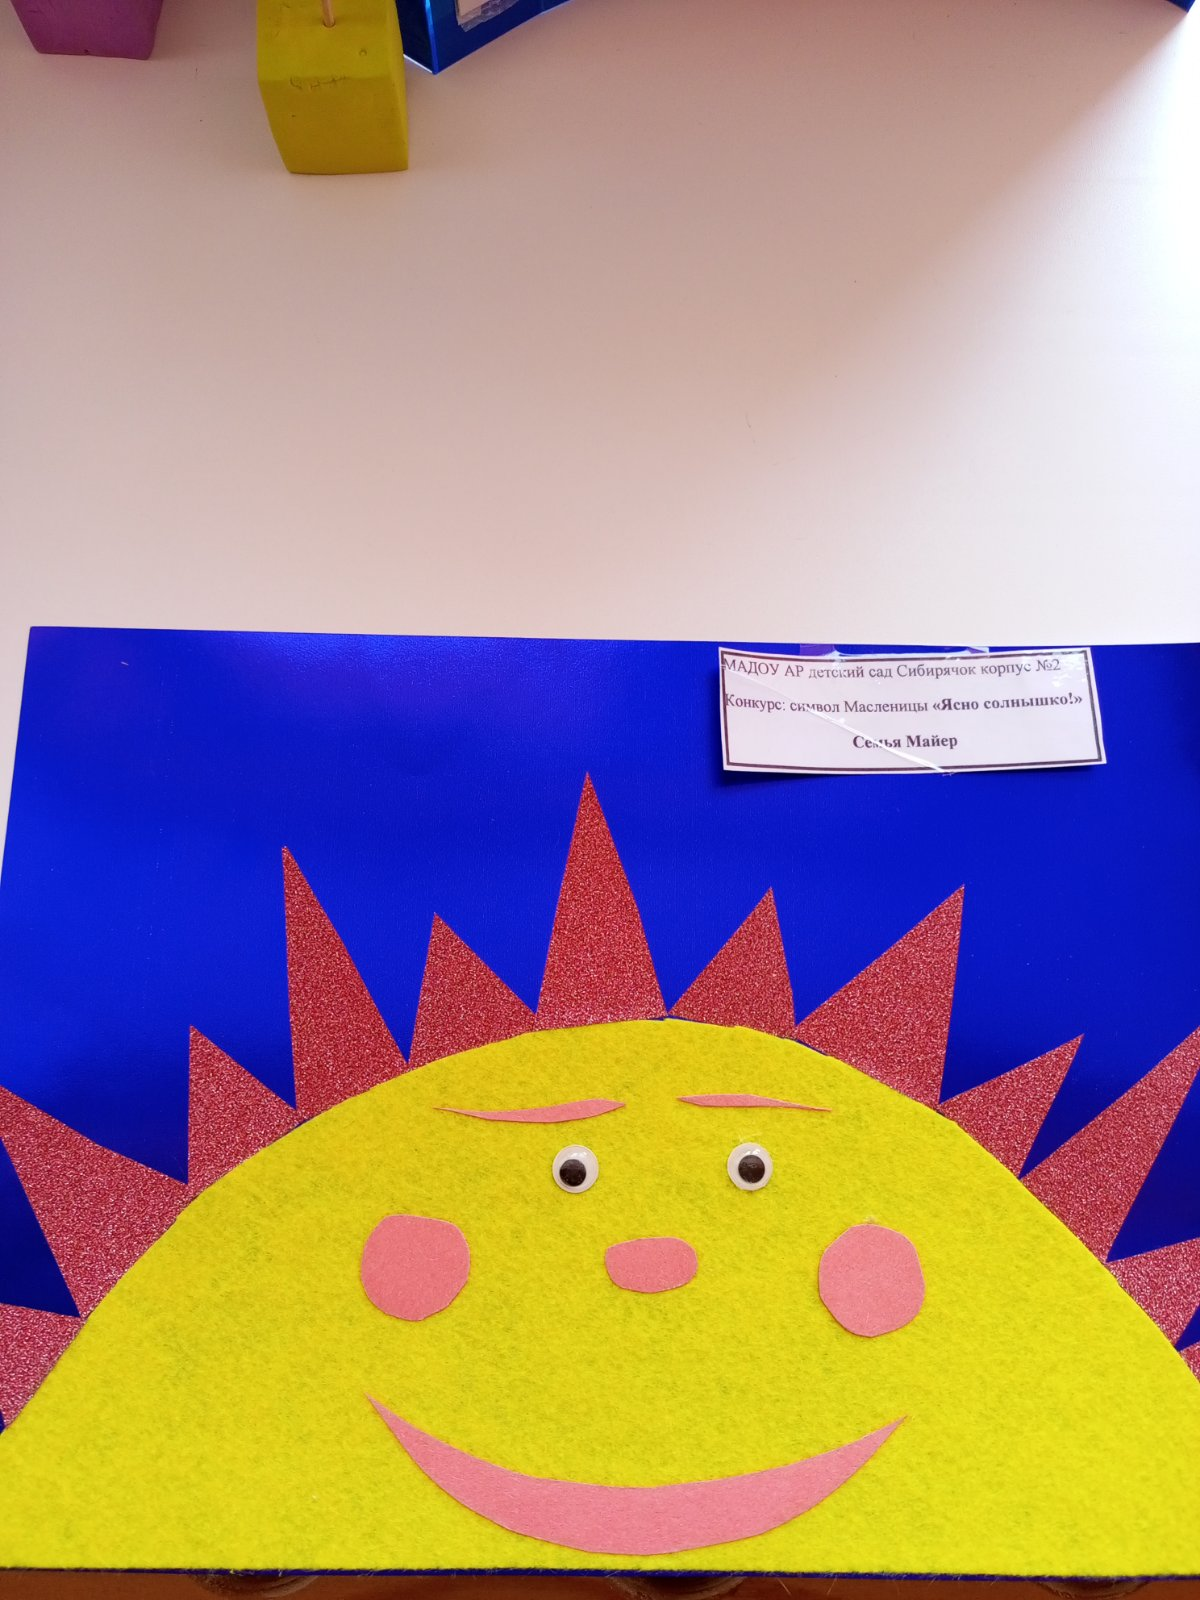 МАДОУ АР детский сад Сибирячок корпус №2
Конкурс: символ Масленицы «Ясно солнышко!»
Семья Майер